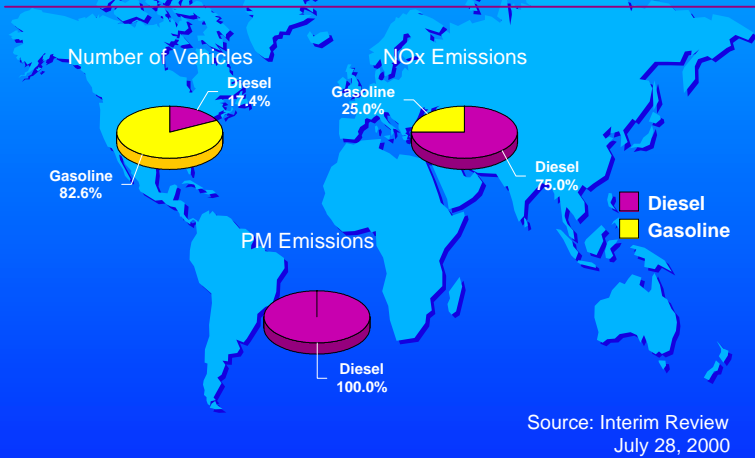 Number of Vehicles
Diesel
17.4%
Gasoline
82.6%
NOx Emissions
Gasoline
25.0%
Diesel
75.0%
Diesel
Gasoline
PM Emissions
Diesel
100.0%
Source: Interim Review
July 28, 2000